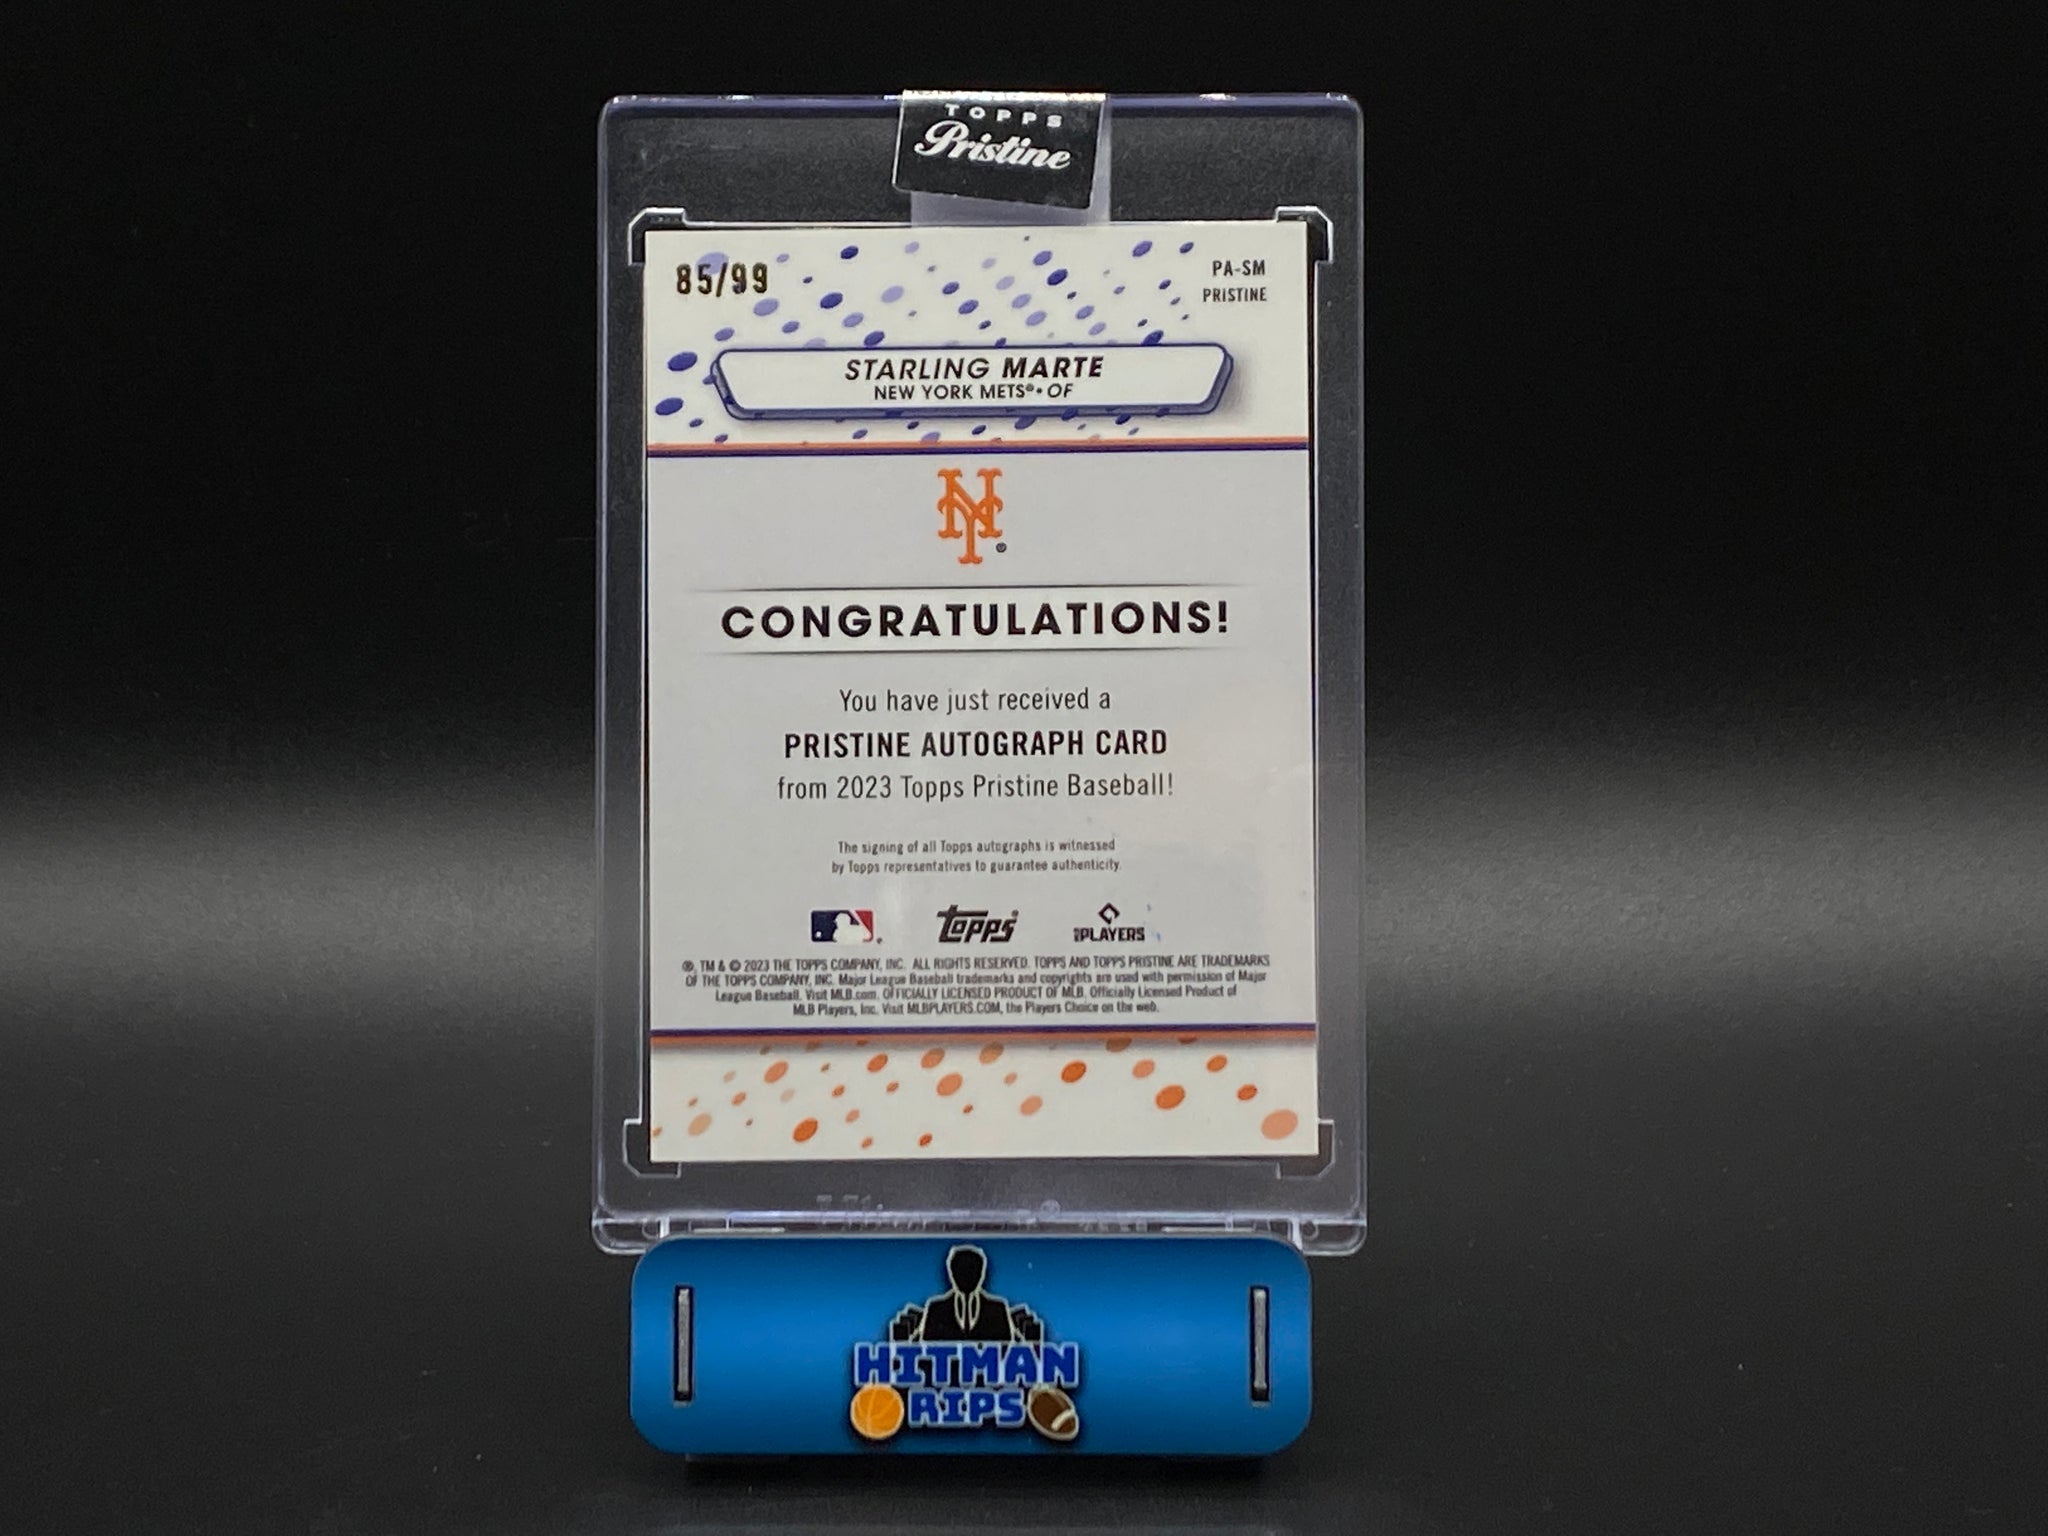 TOPPS
Pristine
85/99
PA-SM
PRISTINE
STARLING MARTE
NEW YORK METS® • OF
NY®
CONGRATULATIONS!
You have just received a
PRISTINE AUTOGRAPH CARD
from 2023 Topps Pristine Baseball!
The signing of all Topps autographs is witnessed
by Topps representatives to guarantee authenticity.
topps® PLAYERS
®, TM & © 2023 THE TOPPS COMPANY, INC. ALL RIGHTS RESERVED. TOPPS AND TOPPS PRISTINE ARE TRADEMARKS
OF THE TOPPS COMPANY, INC. Major League Baseball trademarks and copyrights are used with permission of Major
League Baseball. Visit MLB.com. OFFICIALLY LICENSED PRODUCT OF MLB. Officially Licensed Product of
MLB Players, Inc. Visit MLBPLAYERS.COM, the Players Choice on the web.
HITMAN
RIPS